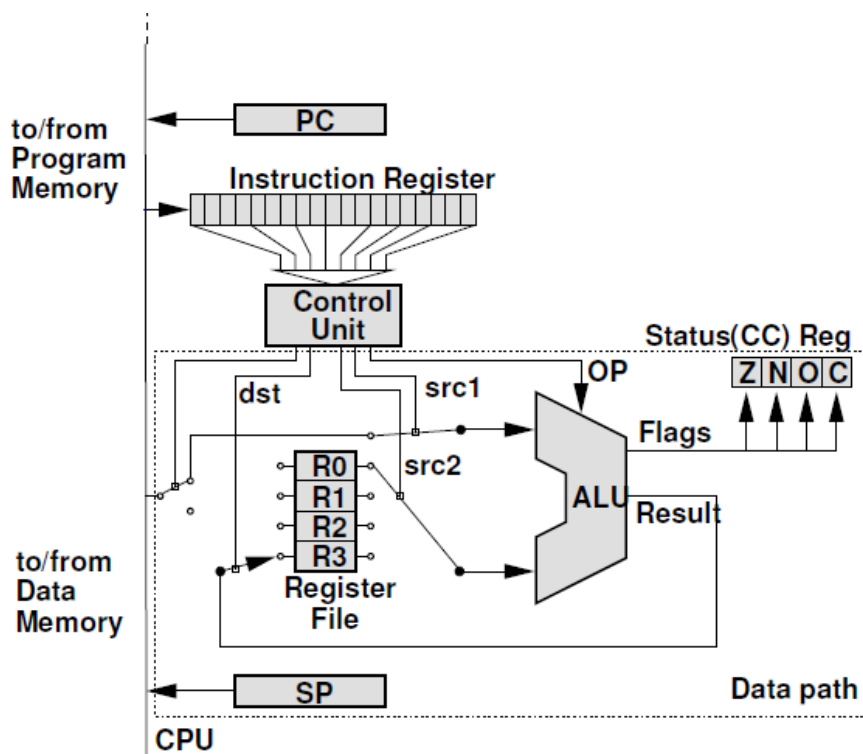 PC
to/from
Program
Memory
Instruction Register
Control
Unit
Status(CC) Reg
Z N O C
OP
dst
src1
Flags
src2
R0
R1
R2
R3
ALU
Result
to/from
Data
Memory
Register
File
SP
Data path
CPU